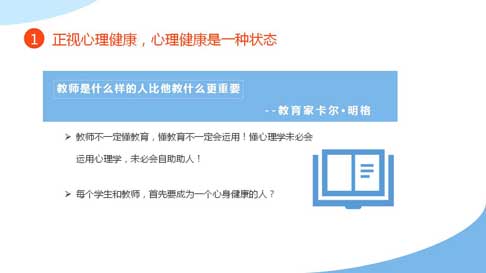 1 正视心理健康，心理健康是一种状态
教师是什么样的人比他教什么更重要
--教育家卡尔•明格
➢ 教师不一定懂教育，懂教育不一定会运用！懂心理学未必会
运用心理学，未必会自助助人！
➢ 每个学生和教师，首先要成为一个心身健康的人？